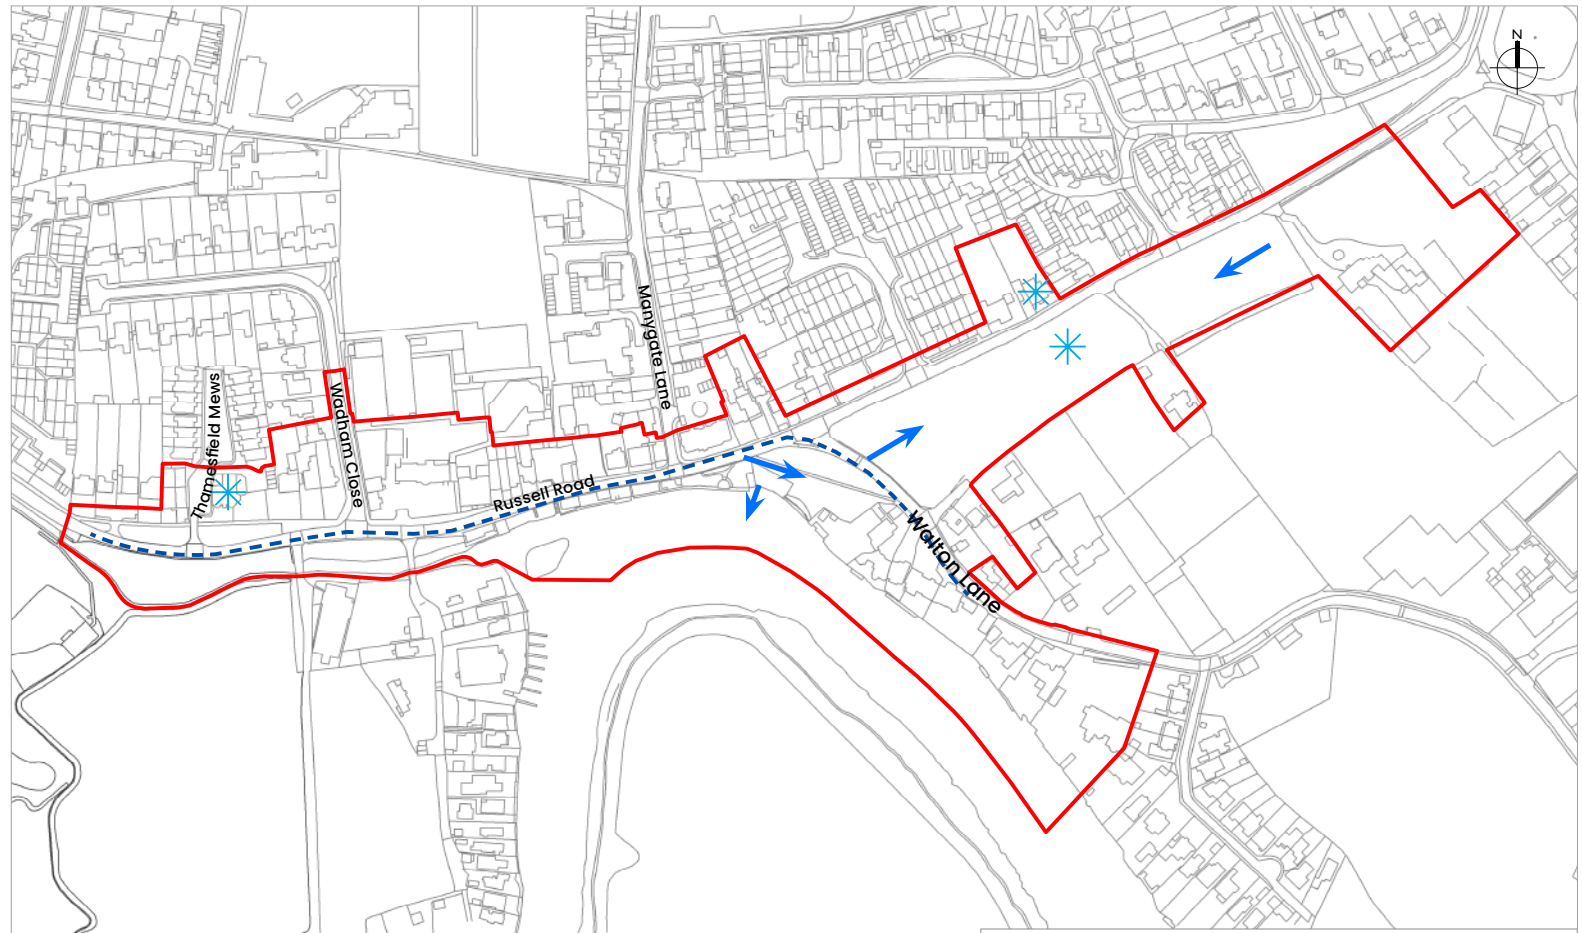 N
Manygate Lane
Thamesfield Mews
Wadham Close
Russell Road
Walton Lane